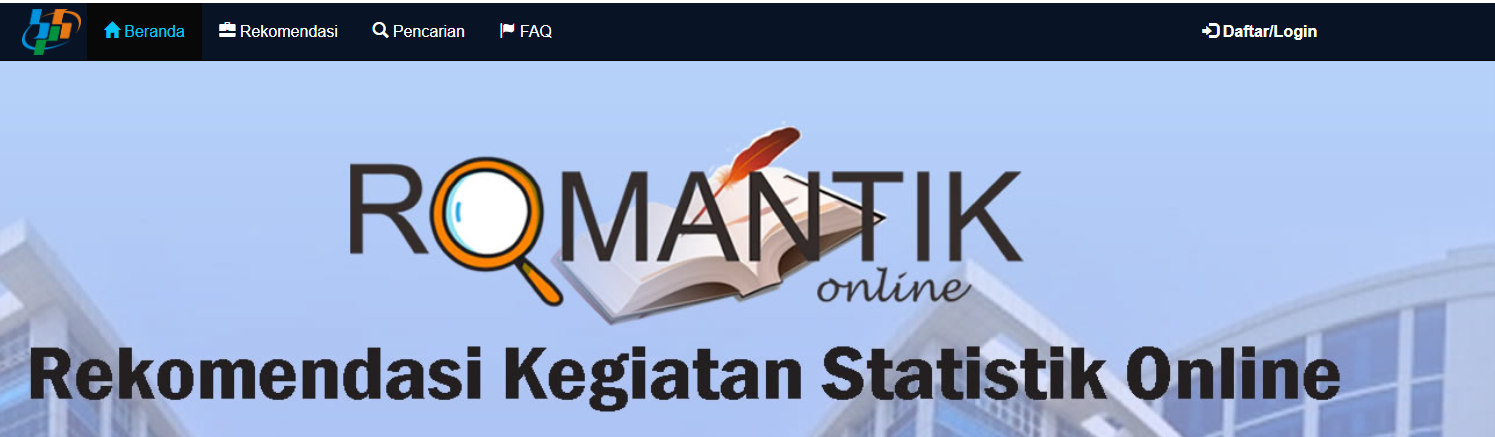 Beranda Rekomendasi Pencarian FAQ Daftar/Login
ROMANTIK
online
Rekomendasi Kegiatan Statistik Online